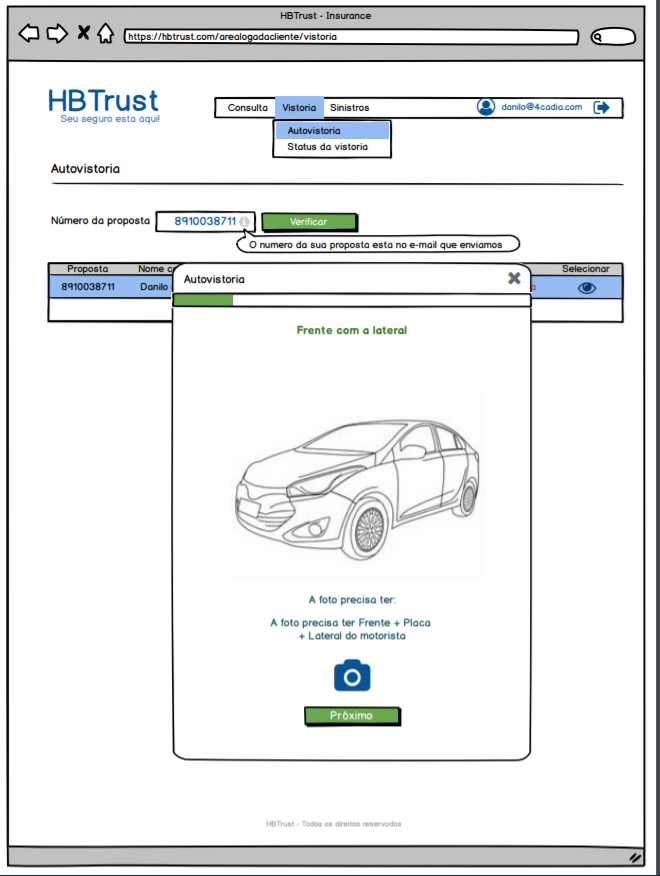 HBTrust - Insurance
https://hbtrust.com/arealogadacliente/vistoria
HBTrust
Seu seguro esta aqui!
Consulta Vistoria Sinistros danilo@4cadia.com
Autovistoria
Status da vistoria
Autovistoria
Número da proposta 8910038711 Verificar
O numero da sua proposta esta no e-mail que enviamos
Proposta Nome Selecionar
8910038711 Danilo
Autovistoria
Frente com a lateral
A foto precisa ter:
A foto precisa ter Frente + Placa
+ Lateral do motorista
Próximo
HBTrust - Todos os direitos reservados